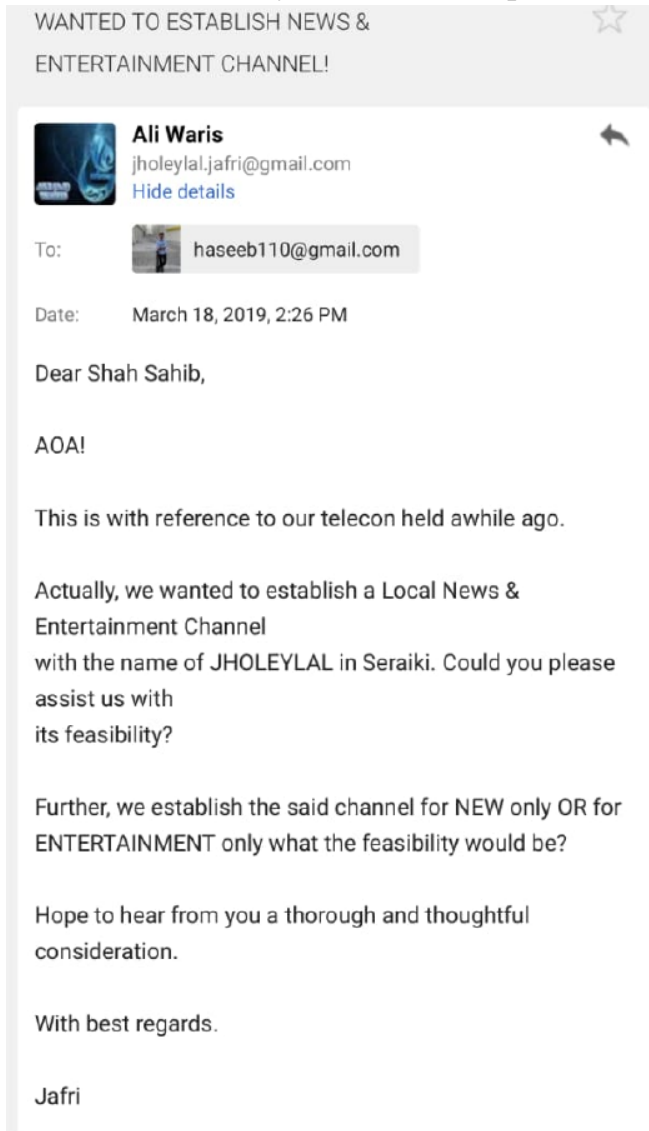 WANTED TO ESTABLISH NEWS &
ENTERTAINMENT CHANNEL!
Ali Waris
jholeylal.jafri@gmail.com
Hide details
To:
haseeb110@gmail.com
Date:
March 18, 2019, 2:26 PM
Dear Shah Sahib,
AOA!
This is with reference to our telecon held awhile ago.
Actually, we wanted to establish a Local News &
Entertainment Channel
with the name of JHOLEYLAL in Seraiki. Could you please
assist us with
its feasibility?
Further, we establish the said channel for NEW only OR for
ENTERTAINMENT only what the feasibility would be?
Hope to hear from you a thorough and thoughtful
consideration.
With best regards.
Jafri